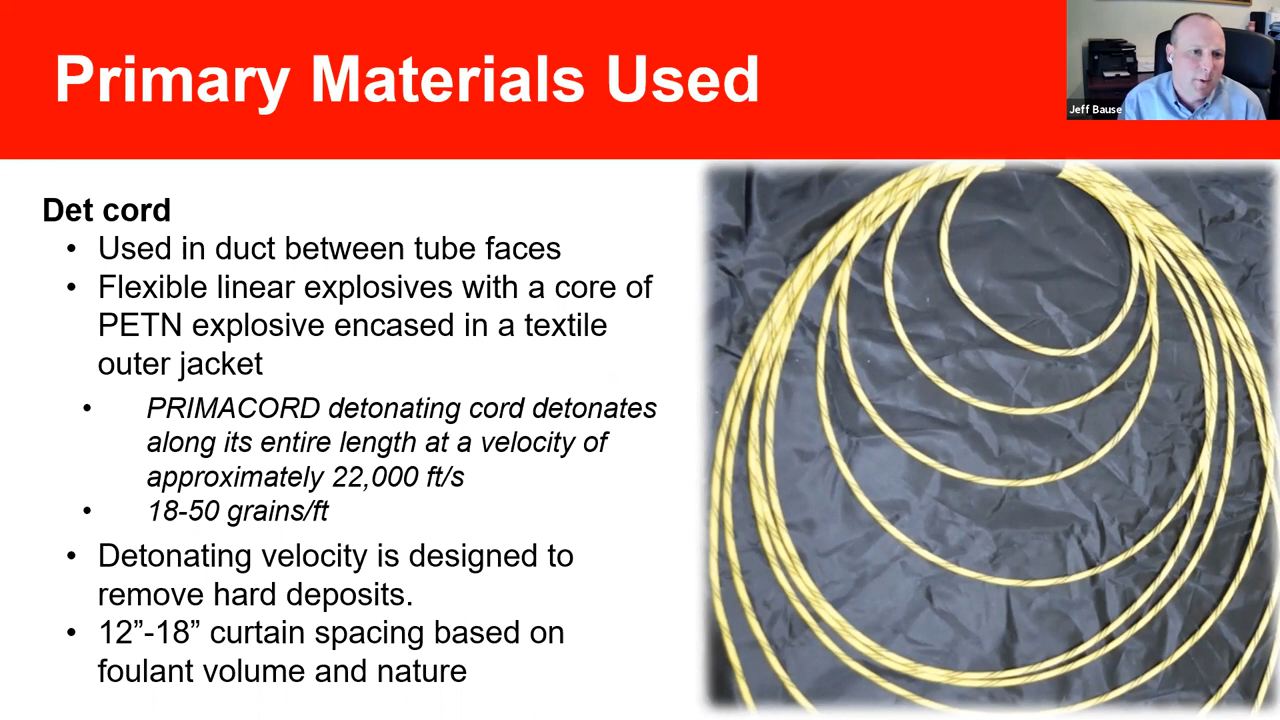 Primary Materials Used
Jeff Bause
Det cord
• Used in duct between tube faces
• Flexible linear explosives with a core of
PETN explosive encased in a textile
outer jacket
• PRIMACORD detonating cord detonates
along its entire length at a velocity of
approximately 22,000 ft/s
• 18-50 grains/ft
• Detonating velocity is designed to
remove hard deposits.
• 12”-18” curtain spacing based on
foulant volume and nature